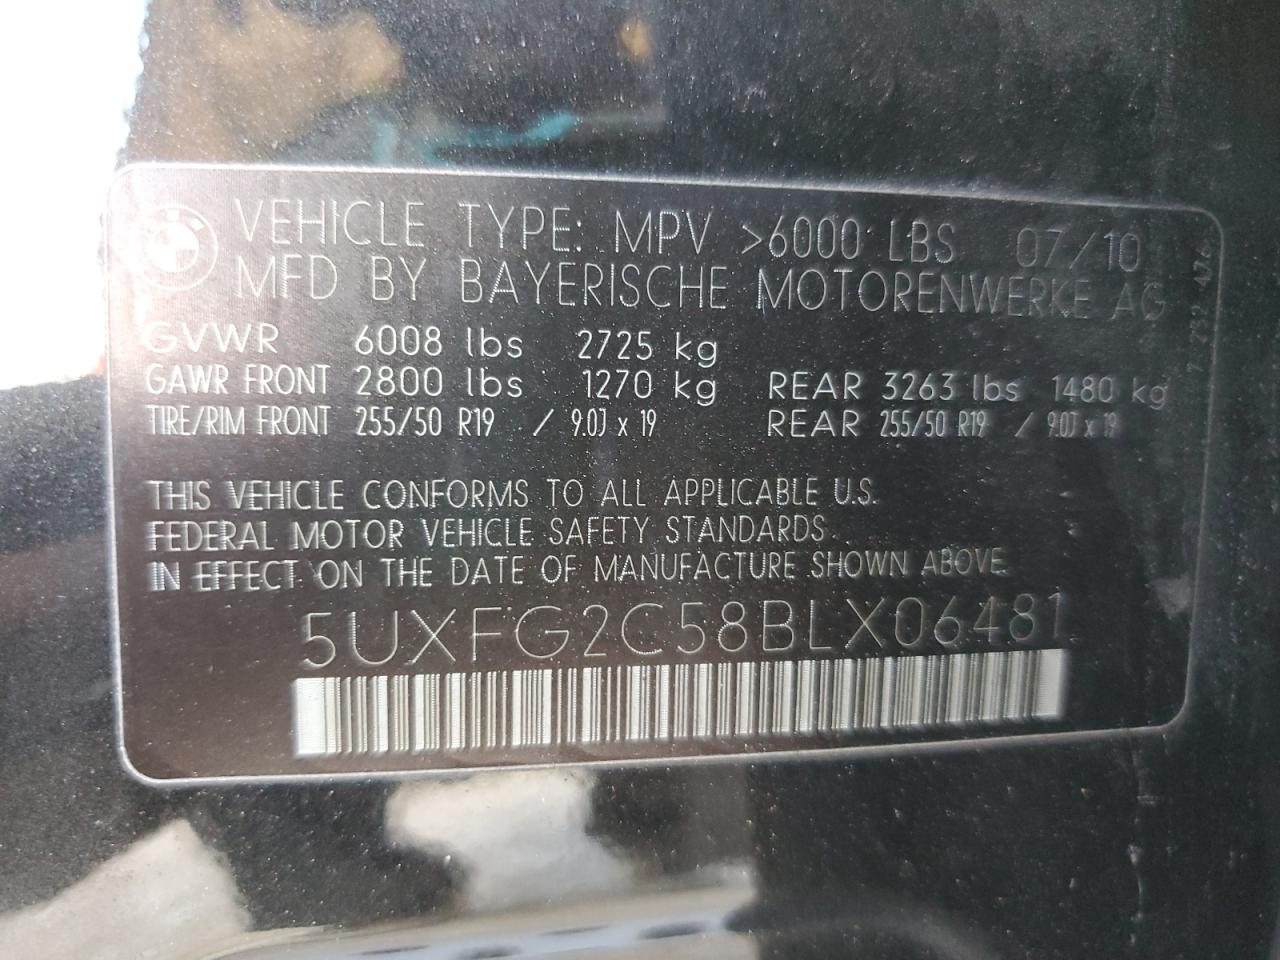 VEHICLE TYPE: MPV >6000 LBS 07/10
MFD BY BAYERISCHE MOTORENWERKE AG
GVWR 6008 lbs 2725 kg
GAWR FRONT 2800 lbs 1270 kg REAR 3263 lbs 1480 kg
TIRE/RIM FRONT 255/50 R19 / 9.0J x 19 REAR 255/50 R19 / 9.0J x 19
THIS VEHICLE CONFORMS TO ALL APPLICABLE U.S.
FEDERAL MOTOR VEHICLE SAFETY STANDARDS
IN EFFECT ON THE DATE OF MANUFACTURE SHOWN ABOVE.
5UXFG2C58BLX06481